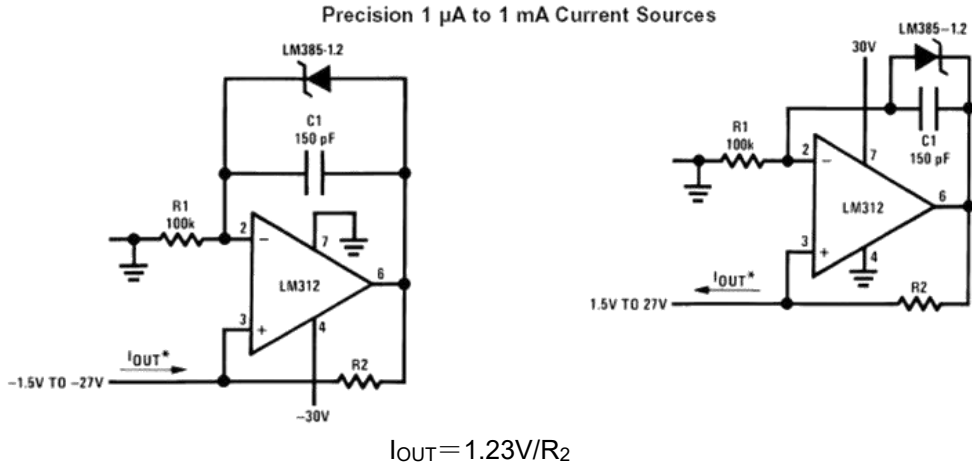 Precision 1 µA to 1 mA Current Sources
LM385-1.2
C1
150 pF
R1
100k
2
−
7
LM312
6
3
+
4
IOUT*
R2
−1.5V TO −27V
−30V
LM385−1.2
30V
R1
100k
C1
150 pF
2
−
7
LM312
6
3
+
4
IOUT*
R2
1.5V TO 27V
IOUT＝1.23V/R2